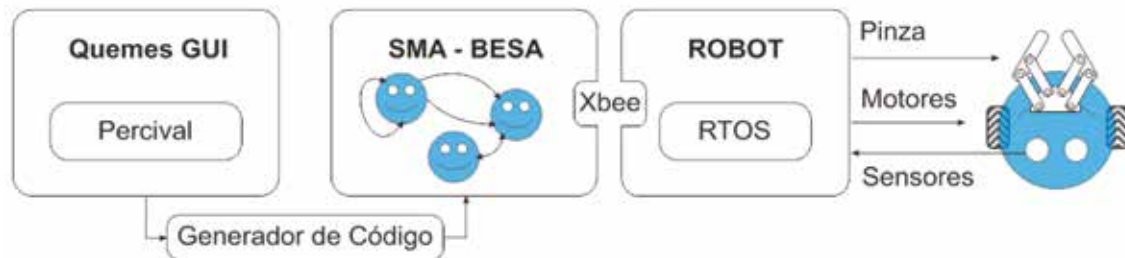 Quemes GUI
Percival
SMA - BESA
Xbee
ROBOT
RTOS
Pinza
Motores
Sensores
Generador de Código